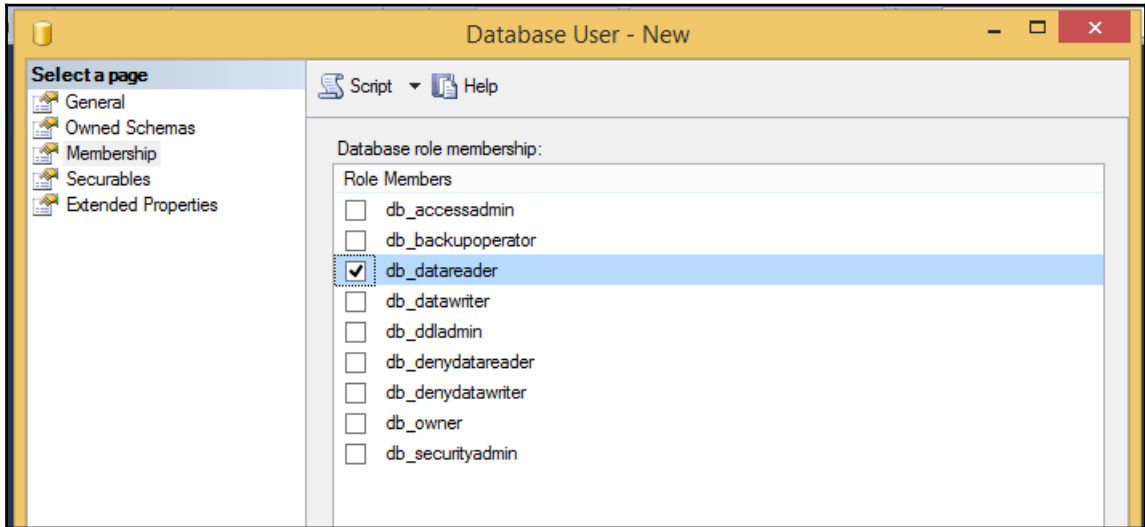 Database User - New
Select a page
General
Owned Schemas
Membership
Securables
Extended Properties
Script Help
Database role membership:
Role Members
db_accessadmin
db_backupoperator
db_datareader
db_datawriter
db_ddladmin
db_denydatareader
db_denydatawriter
db_owner
db_securityadmin